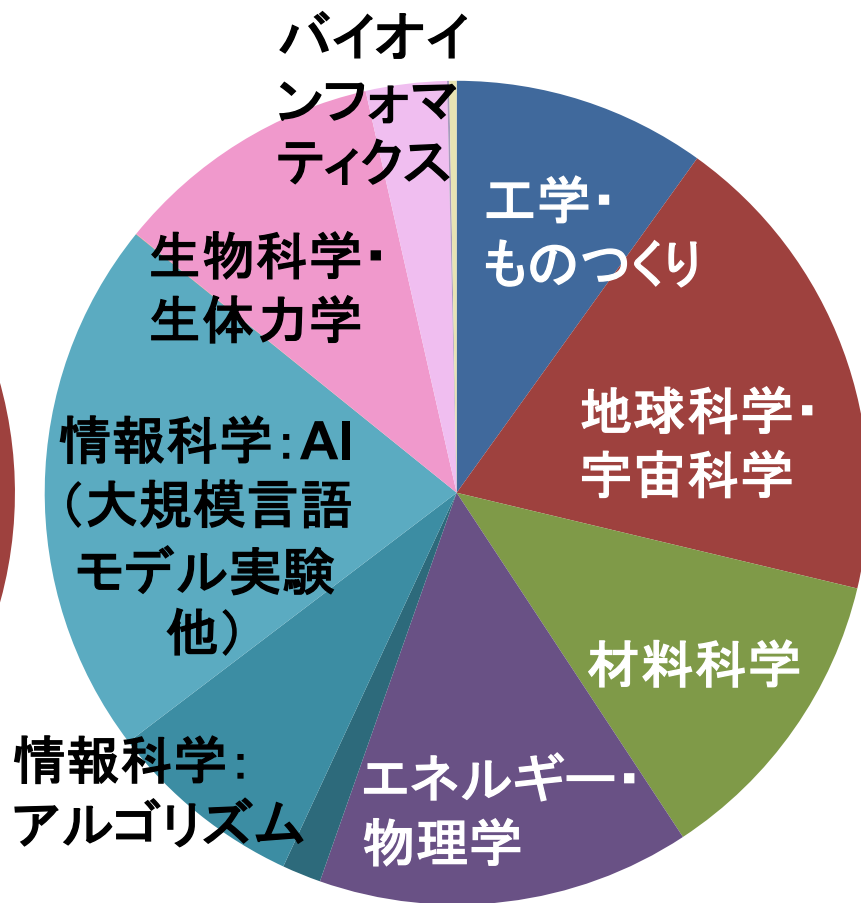 バイオイ
ンフォマ
ティクス
工学・
ものつくり
生物科学・
生体力学
地球科学・
宇宙科学
情報科学：AI
（大規模言語
モデル実験
他）
材料科学
情報科学：
アルゴリズム
エネルギー・
物理学